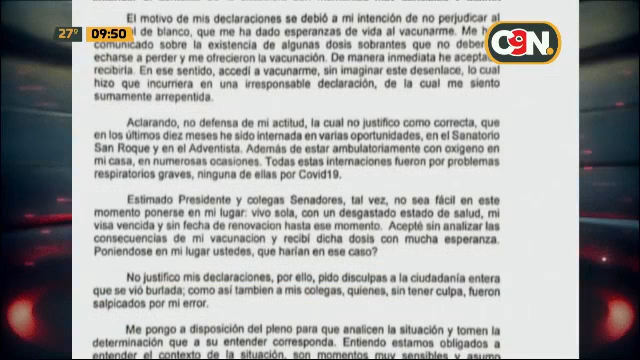 27º 09:50
C9N
El motivo de mis declaraciones se debió a mi intención de no perjudicar al
l de blanco, que me ha dado esperanzas de vida al vacunarme. Me h
comunicado sobre la existencia de algunas dosis sobrantes que no debe
echarse a perder y me ofrecieron la vacunación. De manera inmediata he acepta
recibirla. En ese sentido, accedí a vacunarme, sin imaginar este desenlace, lo cual
hizo que incurriera en una irresponsable declaración, de la cual me siento
sumamente arrepentida.
Aclarando, no defensa de mi actitud, la cual no justifico como correcta, que
en los últimos diez meses he sido internada en varias oportunidades, en el Sanatorio
San Roque y en el Adventista. Además de estar ambulatoriamente con oxigeno en
mi casa, en numerosas ocasiones. Todas estas internaciones fueron por problemas
respiratorios graves, ninguna de ellas por Covid19.
Estimado Presidente y colegas Senadores, tal vez, no sea fácil en este
momento ponerse en mi lugar: vivo sola, con un desgastado estado de salud, mi
visa vencida y sin fecha de renovacion hasta ese momento. Acepté sin analizar las
consecuencias de mi vacunacion y recibí dicha dosis con mucha esperanza.
Poniendose en mi lugar ustedes, que harían en ese caso?
No justifico mis declaraciones, por ello, pido disculpas a la ciudadanía entera
que se vió burlada; como así tambien a mis colegas, quienes, sin tener culpa, fueron
salpicados por mi error.
Me pongo a disposición del pleno para que analicen la situación y tomen la
determinación que a su entender corresponda. Entiendo estamos obligados a
entender el contexto de la situación, son momentos muy sensibles y asumo